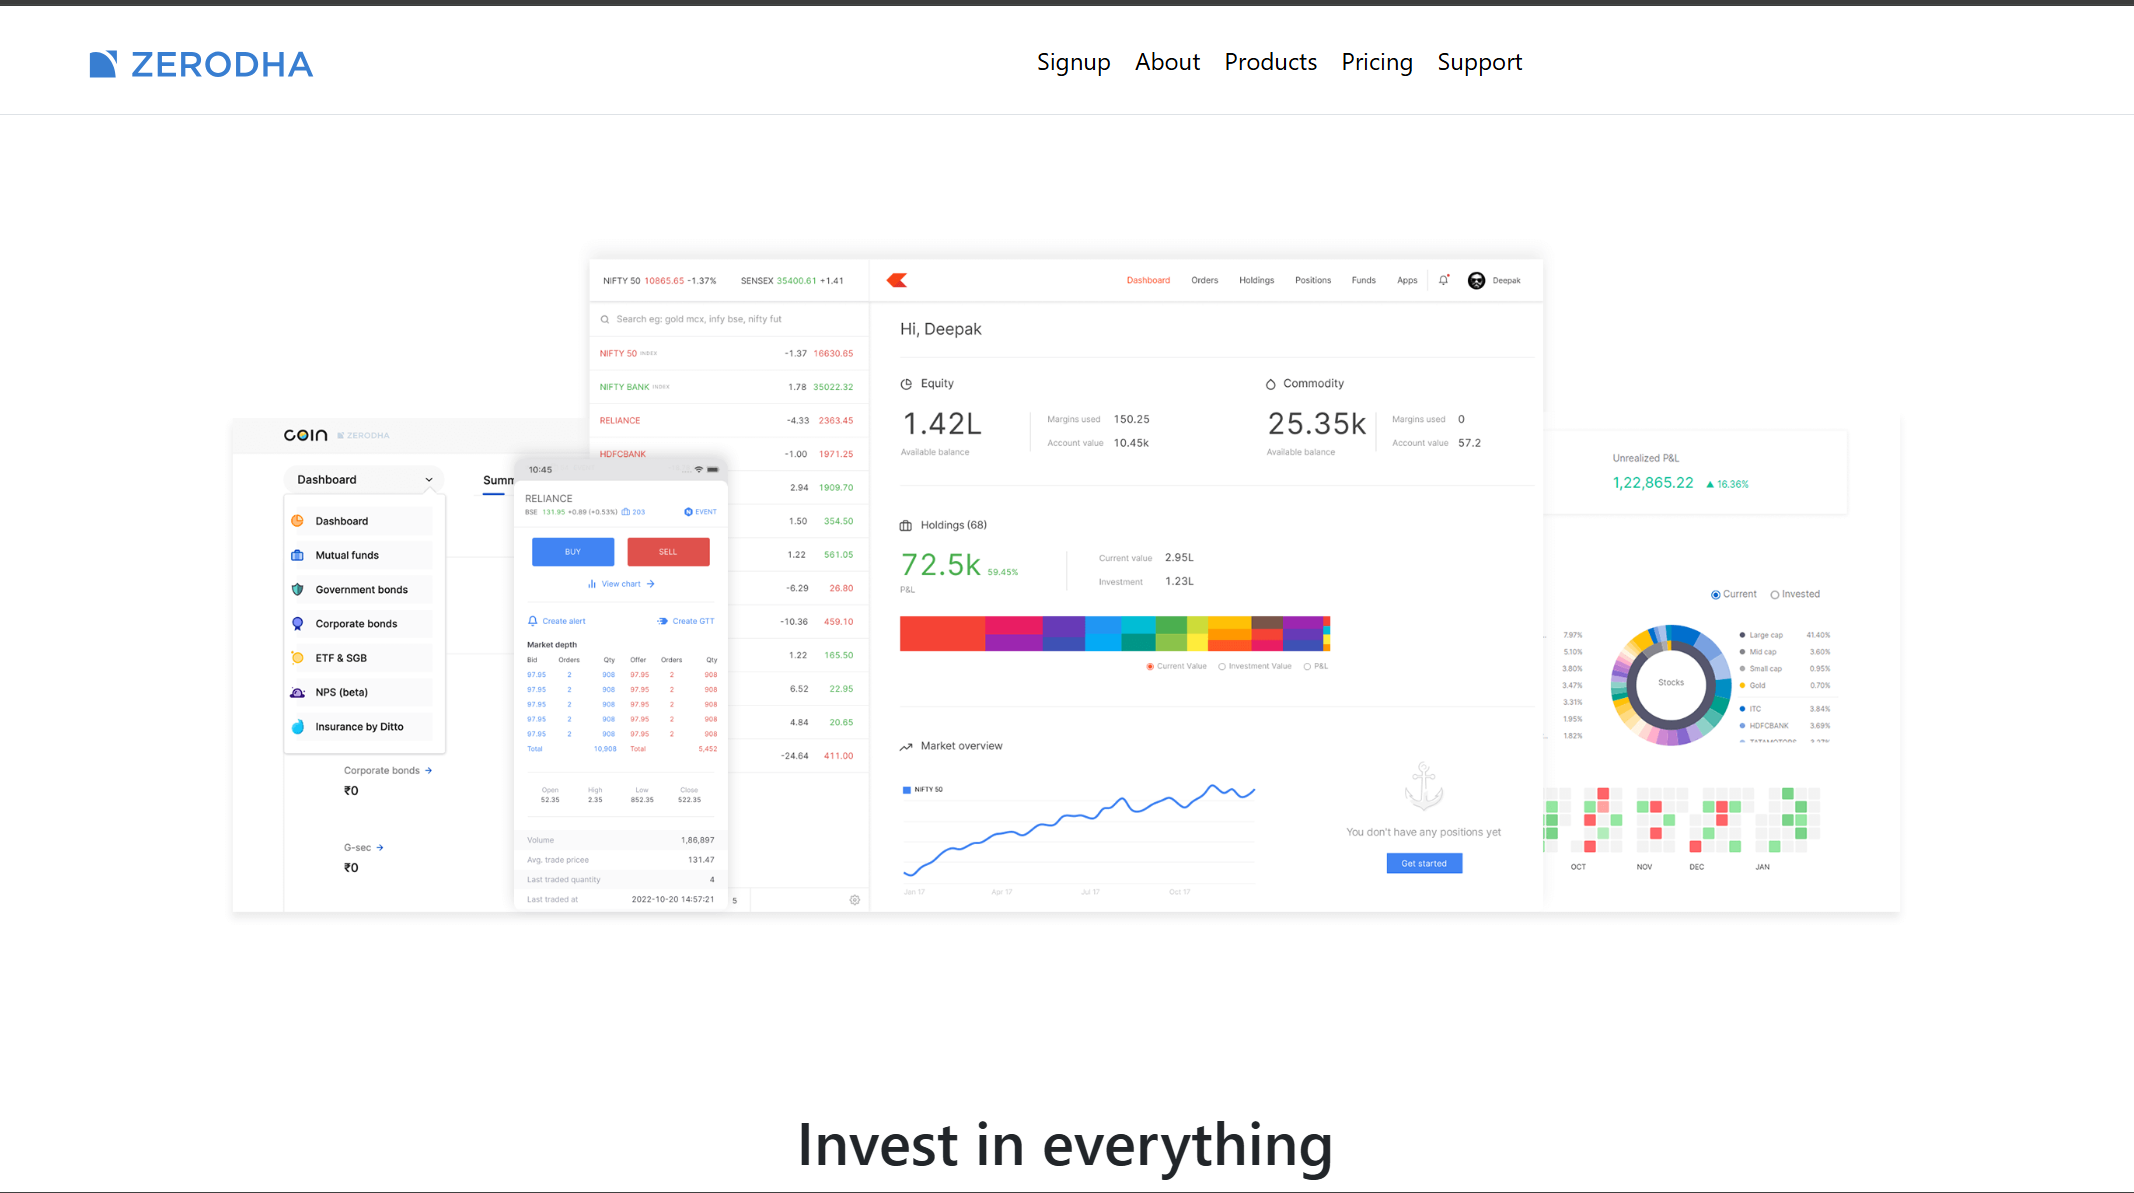 ZERODHA
Signup About Products Pricing Support
NIFTY 50 10865.65 -1.37% SENSEX 35400.61 +1.41
Dashboard Orders Holdings Positions Funds Apps Deepak
Search eg: gold mcx, infy bse, nifty fut
NIFTY 50 INDEX -1.37 16630.65
NIFTY BANK INDEX 1.78 35022.32
RELIANCE -4.33 2363.45
HDFCBANK -1.00 1971.25
2.94 1909.70
1.50 354.50
1.22 561.05
-6.29 26.80
-10.36 459.10
1.22 165.50
6.52 22.95
4.84 20.65
-24.64 411.00
5
Hi, Deepak
Equity
1.42L
Available balance
Margins used 150.25
Account value 10.45k
Commodity
25.35k
Available balance
Margins used 0
Account value 57.2
Holdings (68)
72.5k 59.45%
P&L
Current value 2.95L
Investment 1.23L
Current Value Investment Value P&L
Market overview
NIFTY 50
Jan 17 Apr 17 Jul 17 Oct 17
You don't have any positions yet
Get started
COIN ZERODHA
Dashboard
Summ
Dashboard
Mutual funds
Government bonds
Corporate bonds
ETF & SGB
NPS (beta)
Insurance by Ditto
Corporate bonds →
₹0
G-sec →
₹0
10:45
RELIANCE
BSE 131.95 +0.89 (+0.53%) 203 EVENT
BUY SELL
View chart →
Create alert Create GTT
Market depth
Bid Orders Qty Offer Orders Qty
97.95 2 908 97.95 2 908
97.95 2 908 97.95 2 908
97.95 2 908 97.95 2 908
97.95 2 908 97.95 2 908
97.95 2 908 97.95 2 908
Total 10,908 Total 5,452
Open High Low Close
52.35 2.35 852.35 522.35
Volume 1,86,897
Avg. trade pricee 131.47
Last traded quantity 4
Last traded at 2022-10-20 14:57:21
Unrealized P&L
1,22,865.22 ▲ 16.36%
Current Invested
7.97%
5.10%
3.80%
3.47%
3.31%
1.95%
1.82%
Stocks
Large cap 41.40%
Mid cap 3.60%
Small cap 0.95%
Gold 0.70%
ITC 3.84%
HDFCBANK 3.69%
OCT NOV DEC JAN
Invest in everything